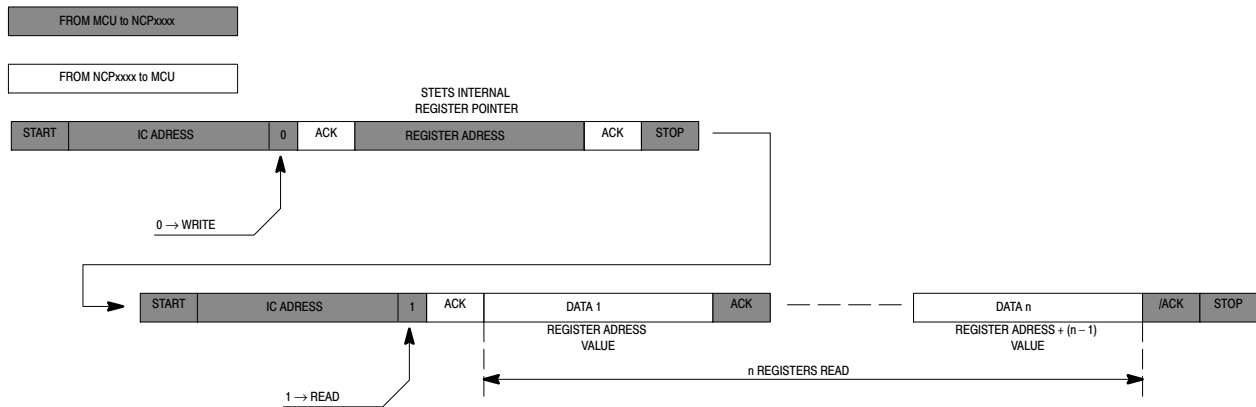 FROM MCU to NCPxxxx
FROM NCPxxxx to MCU
STETS INTERNAL
REGISTER POINTER
START IC ADRESS 0 ACK REGISTER ADRESS ACK STOP
0 → WRITE
START IC ADRESS 1 ACK DATA 1 ACK DATA n /ACK STOP
REGISTER ADRESS
VALUE
REGISTER ADRESS + (n – 1)
VALUE
n REGISTERS READ
1 → READ